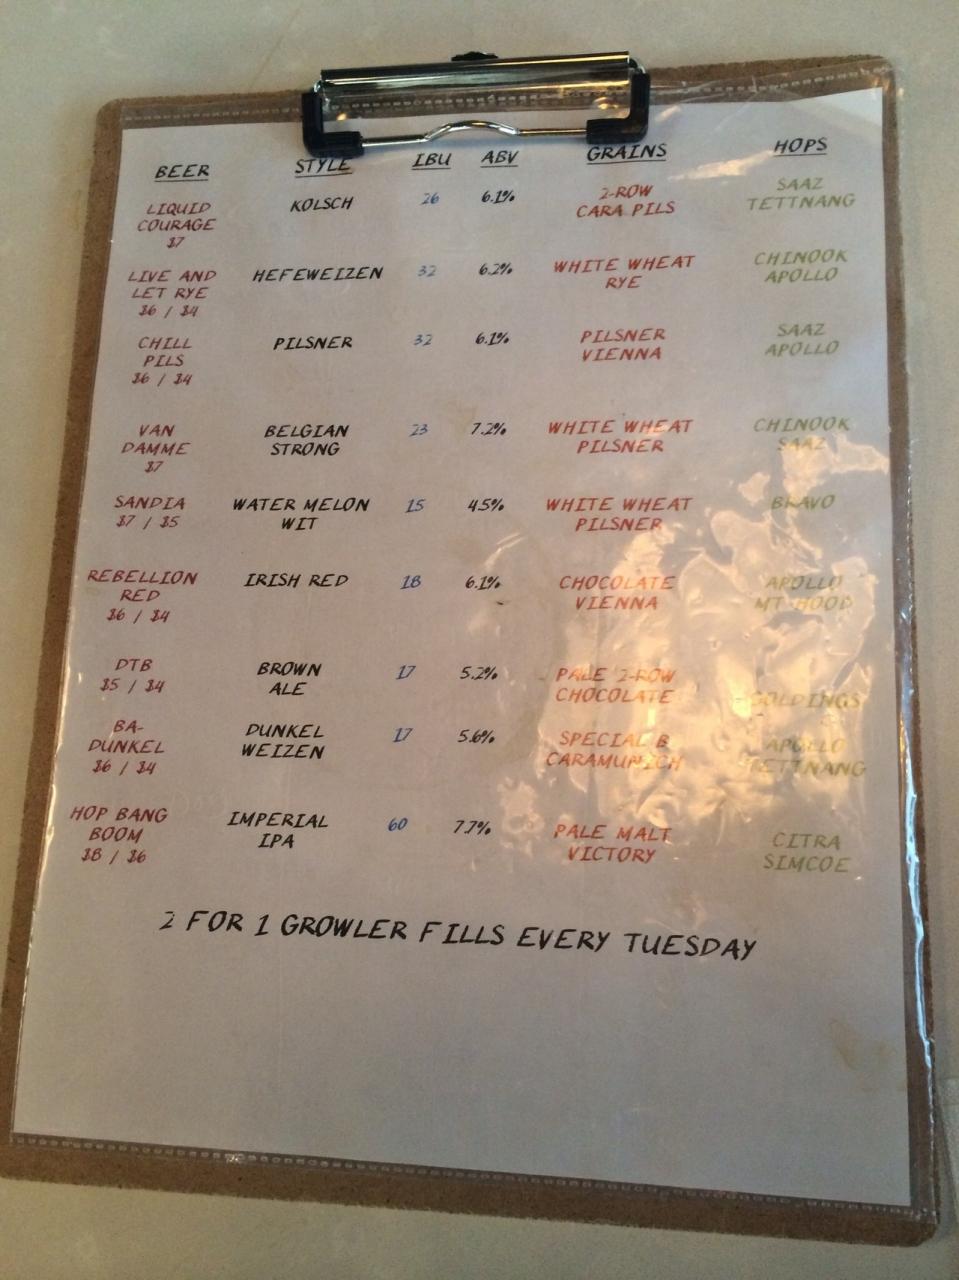 BEER STYLE IBU ABV GRAINS HOPS
LIQUID KOLSCH 26 6.1% 2-ROW SAAZ
COURAGE CARA PILS TETTNANG
$7
LIVE AND HEFEWEIZEN 32 6.2% WHITE WHEAT CHINOOK
LET RYE RYE APOLLO
$6 / $4
CHILL PILSNER 32 6.1% PILSNER SAAZ
PILS VIENNA APOLLO
$6 / $4
VAN BELGIAN 23 7.2% WHITE WHEAT CHINOOK
DAMME STRONG PILSNER SAAZ
$7
SANDIA WATER MELON 15 4.5% WHITE WHEAT BRAVO
$7 / $5 WIT PILSNER
REBELLION IRISH RED 18 6.1% CHOCOLATE APOLLO
RED VIENNA MT HOOD
$6 / $4
DTB BROWN 17 5.2% PALE 2-ROW
$5 / $4 ALE CHOCOLATE GOLDINGS
BA- DUNKEL 17 5.6% SPECIAL B APOLLO
DUNKEL WEIZEN CARAMUNICH TETTNANG
$6 / $4
HOP BANG IMPERIAL 60 7.7% PALE MALT CITRA
BOOM IPA VICTORY SIMCOE
$8 / $6
2 FOR 1 GROWLER FILLS EVERY TUESDAY